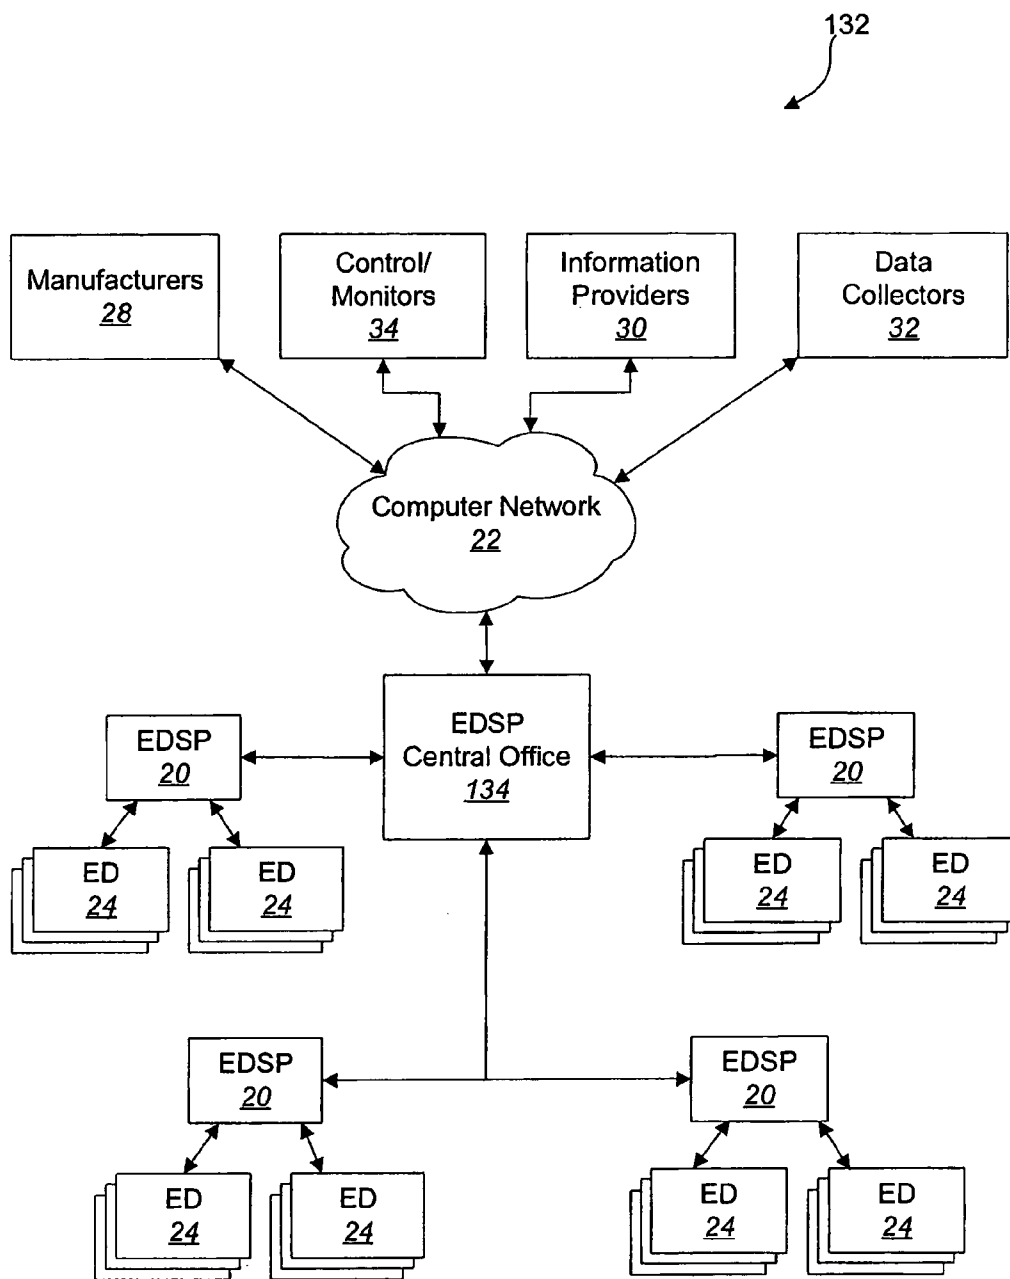 132
Manufacturers
28
Control/
Monitors
34
Information
Providers
30
Data
Collectors
32
Computer Network
22
EDSP
Central Office
134
EDSP
20
EDSP
20
ED
24
ED
24
ED
24
ED
24
EDSP
20
EDSP
20
ED
24
ED
24
ED
24
ED
24